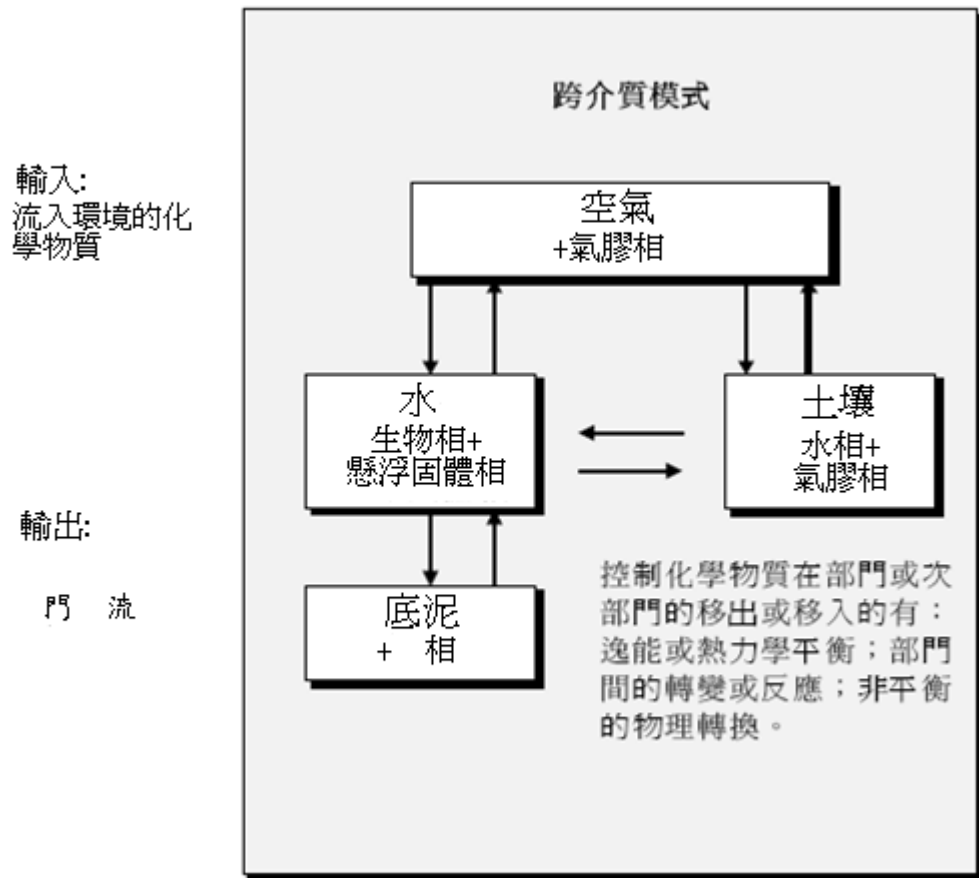 跨介質模式
輸入:
流入環境的化
學物質
空氣
+氣膠相
水
生物相+
懸浮固體相
土壤
水相+
氣膠相
輸出:
門 流
底泥
+ 相
控制化學物質在部門或次
部門的移出或移入的有：
逸能或熱力學平衡；部門
間的轉變或反應；非平衡
的物理轉換。